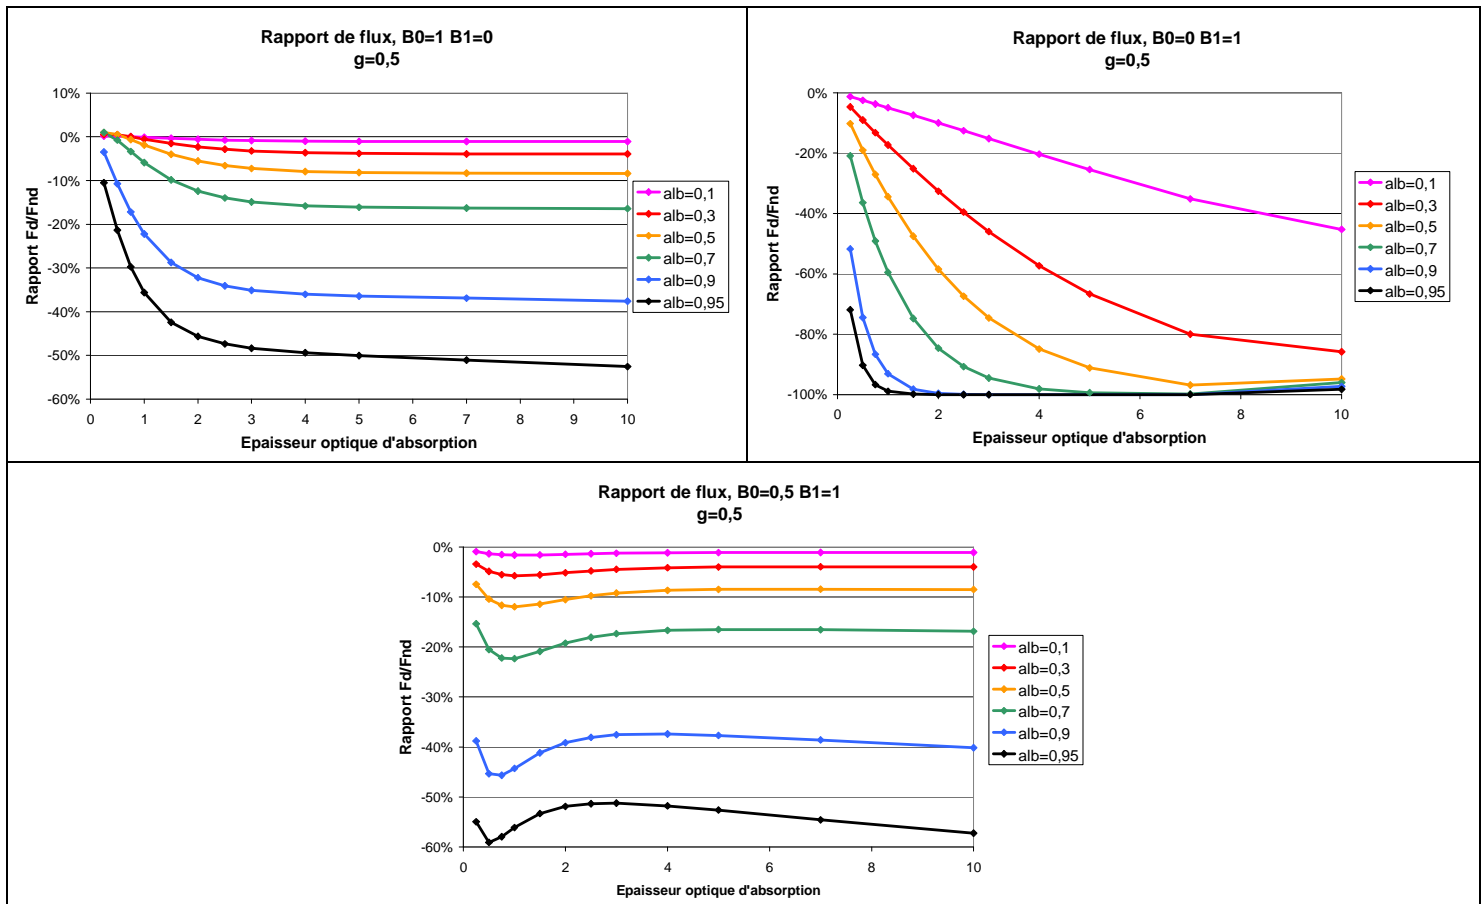 Rapport de flux, B0=1 B1=0
g=0,5
10%
0%
-10%
-20%
-30%
-40%
-50%
-60%
Rapport Fd/Fnd
0 1 2 3 4 5 6 7 8 9 10
Epaisseur optique d'absorption
alb=0,1
alb=0,3
alb=0,5
alb=0,7
alb=0,9
alb=0,95
Rapport de flux, B0=0 B1=1
g=0,5
0%
-20%
-40%
-60%
-80%
-100%
Rapport Fd/Fnd
0 2 4 6 8 10
Epaisseur optique d'absorption
alb=0,1
alb=0,3
alb=0,5
alb=0,7
alb=0,9
alb=0,95
Rapport de flux, B0=0,5 B1=1
g=0,5
0%
-10%
-20%
-30%
-40%
-50%
-60%
Rapport Fd/Fnd
0 2 4 6 8 10
Epaisseur optique d'absorption
alb=0,1
alb=0,3
alb=0,5
alb=0,7
alb=0,9
alb=0,95